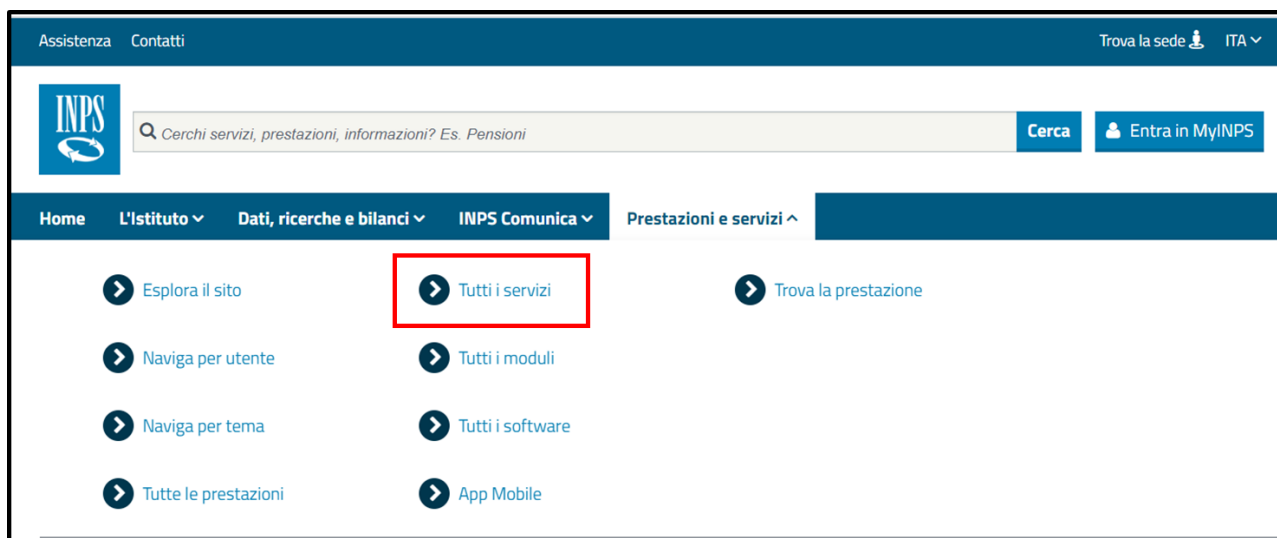 Assistenza Contatti Trova la sede ITA
INPS
Cerchi servizi, prestazioni, informazioni? Es. Pensioni Cerca Entra in MyINPS
Home L'Istituto Dati, ricerche e bilanci INPS Comunica Prestazioni e servizi
Esplora il sito Tutti i servizi Trova la prestazione
Naviga per utente Tutti i moduli
Naviga per tema Tutti i software
Tutte le prestazioni App Mobile